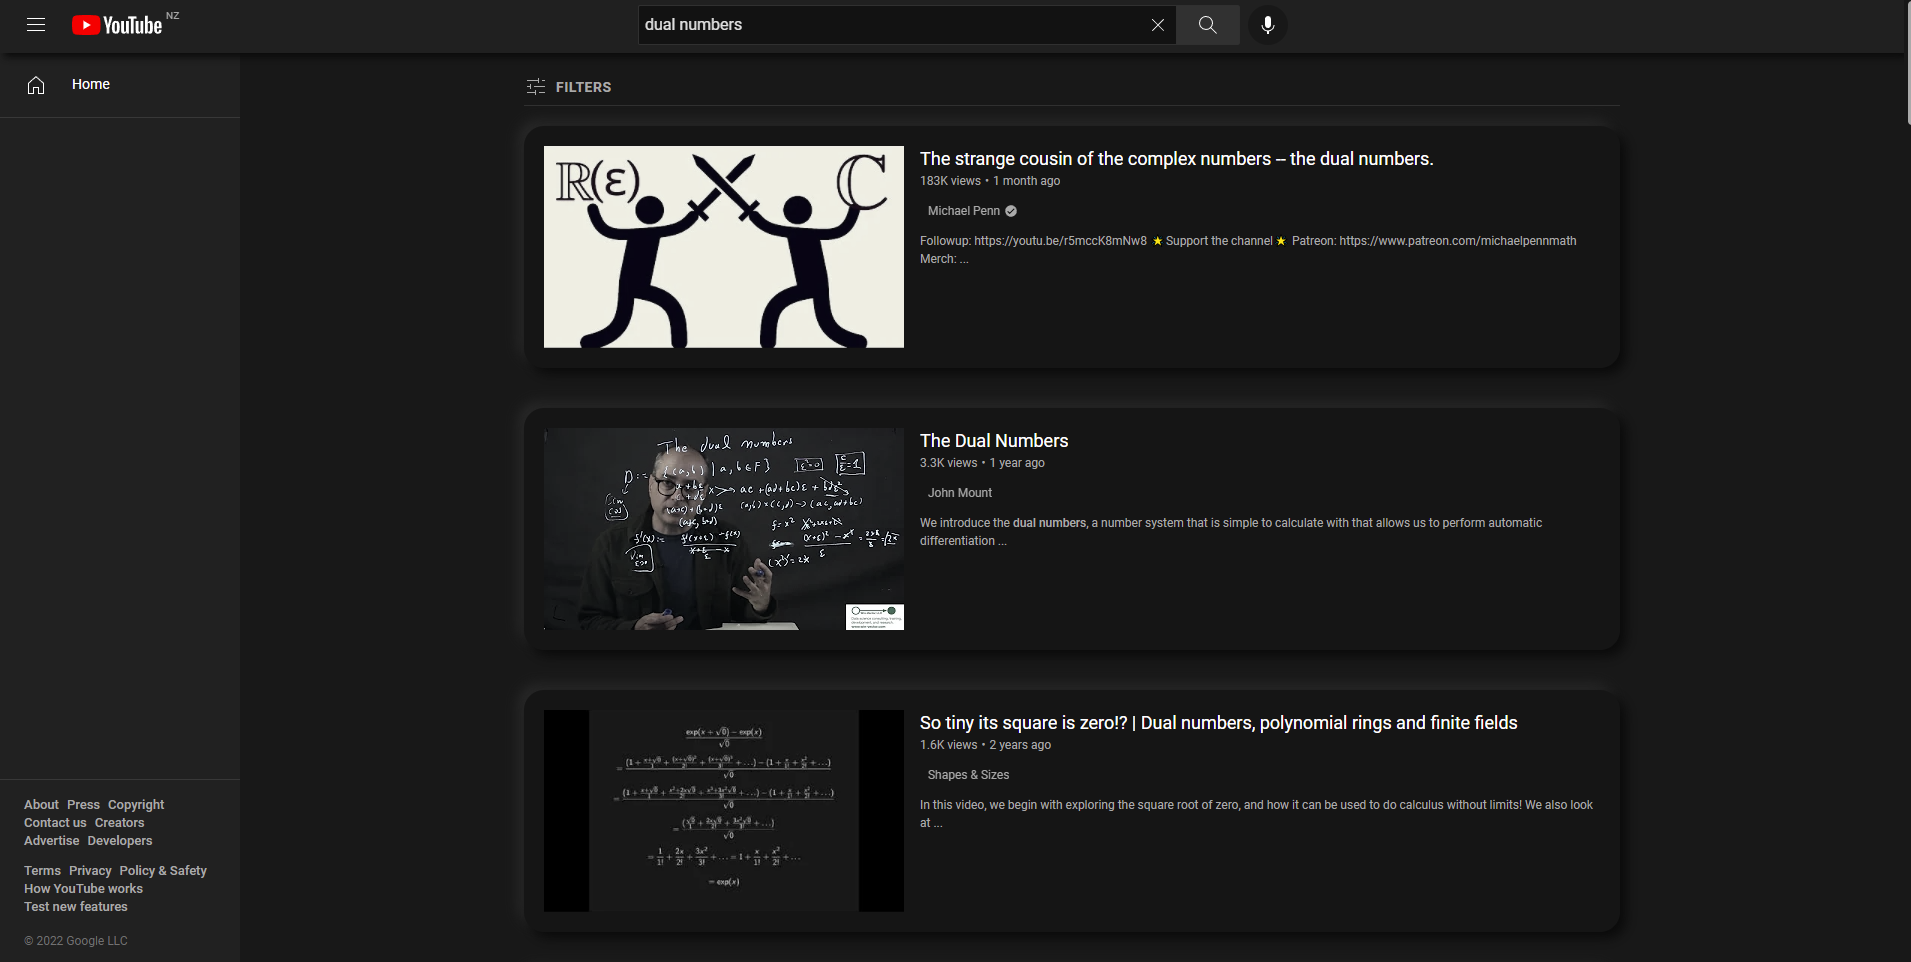 YouTube NZ
dual numbers
Home
FILTERS
ℝ(ε)
ℂ
The strange cousin of the complex numbers -- the dual numbers.
183K views • 1 month ago
Michael Penn
Followup: https://youtu.be/r5mccK8mNw8 ⭐Support the channel⭐ Patreon: https://www.patreon.com/michaelpennmath
Merch: ...
The dual numbers
The Dual Numbers
3.3K views • 1 year ago
John Mount
We introduce the dual numbers, a number system that is simple to calculate with that allows us to perform automatic
differentiation ...
So tiny its square is zero!? | Dual numbers, polynomial rings and finite fields
1.6K views • 2 years ago
Shapes & Sizes
In this video, we begin with exploring the square root of zero, and how it can be used to do calculus without limits! We also look
at ...
= exp(x)
About Press Copyright
Contact us Creators
Advertise Developers
Terms Privacy Policy & Safety
How YouTube works
Test new features
© 2022 Google LLC